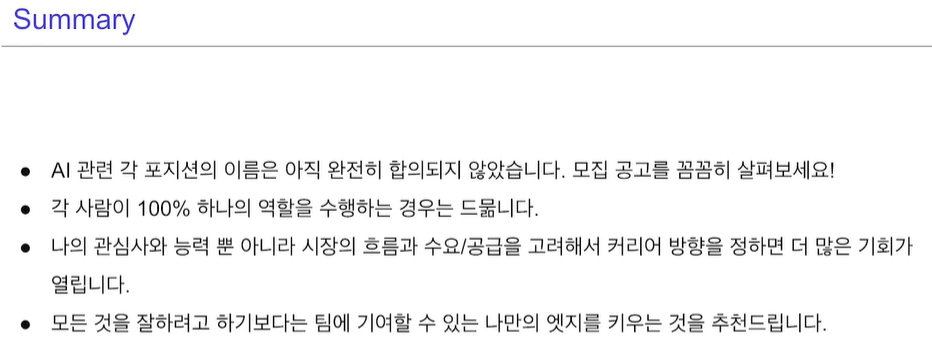 Summary
● AI 관련 각 포지션의 이름은 아직 완전히 합의되지 않았습니다. 모집 공고를 꼼꼼히 살펴보세요!
● 각 사람이 100% 하나의 역할을 수행하는 경우는 드뭅니다.
● 나의 관심사와 능력 뿐 아니라 시장의 흐름과 수요/공급을 고려해서 커리어 방향을 정하면 더 많은 기회가
열립니다.
● 모든 것을 잘하려고 하기보다는 팀에 기여할 수 있는 나만의 엣지를 키우는 것을 추천드립니다.